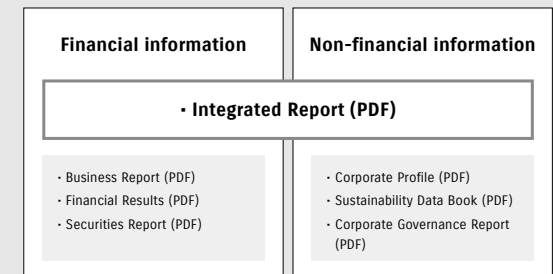 Financial information
Non-financial information
· Integrated Report (PDF)
· Business Report (PDF)
· Financial Results (PDF)
· Securities Report (PDF)
· Corporate Profile (PDF)
· Sustainability Data Book (PDF)
· Corporate Governance Report
(PDF)